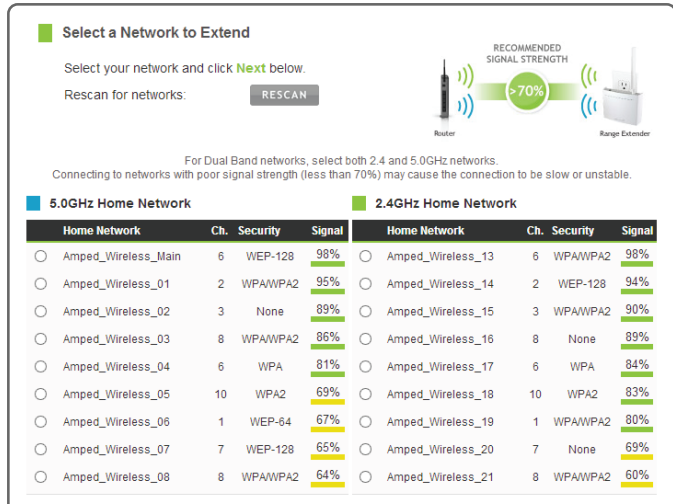 Select a Network to Extend
Select your network and click Next below.
Rescan for networks: RESCAN
RECOMMENDED
SIGNAL STRENGTH
>70%
Router Range Extender
For Dual Band networks, select both 2.4 and 5.0GHz networks.
Connecting to networks with poor signal strength (less than 70%) may cause the connection to be slow or unstable.
5.0GHz Home Network
Home Network Ch. Security Signal
Amped_Wireless_Main 6 WEP-128 98%
Amped_Wireless_01 2 WPA/WPA2 95%
Amped_Wireless_02 3 None 89%
Amped_Wireless_03 8 WPA/WPA2 86%
Amped_Wireless_04 6 WPA 81%
Amped_Wireless_05 10 WPA2 69%
Amped_Wireless_06 1 WEP-64 67%
Amped_Wireless_07 7 WEP-128 65%
Amped_Wireless_08 8 WPA/WPA2 64%
2.4GHz Home Network
Home Network Ch. Security Signal
Amped_Wireless_13 6 WPA/WPA2 98%
Amped_Wireless_14 2 WEP-128 94%
Amped_Wireless_15 3 WPA/WPA2 90%
Amped_Wireless_16 8 None 89%
Amped_Wireless_17 6 WPA 84%
Amped_Wireless_18 10 WPA2 83%
Amped_Wireless_19 1 WPA/WPA2 80%
Amped_Wireless_20 7 None 69%
Amped_Wireless_21 8 WPA/WPA2 60%